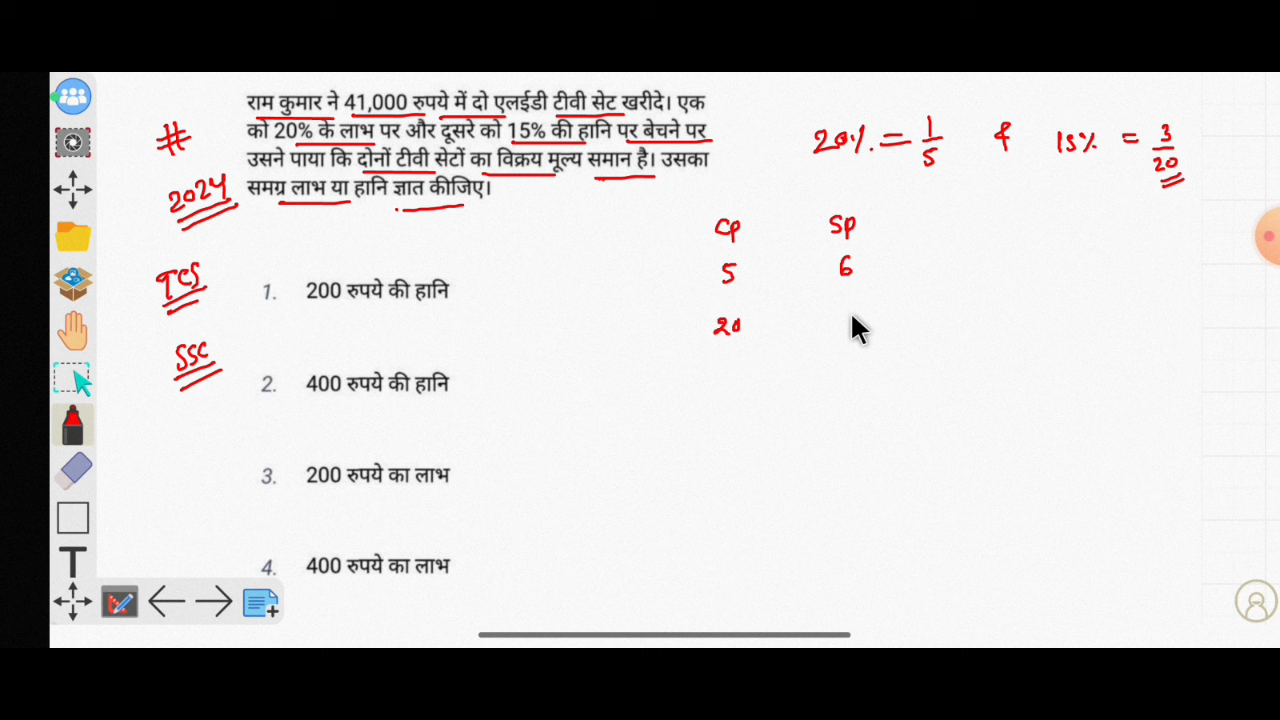 राम कुमार ने 41,000 रुपये में दो एलईडी टीवी सेट खरीदे। एक
को 20% के लाभ पर और दूसरे को 15% की हानि पर बेचने पर
उसने पाया कि दोनों टीवी सेटों का विक्रय मूल्य समान है। उसका
समग्र लाभ या हानि ज्ञात कीजिए।
#
2024
TCS
SSC
20% = 1/5 & 15% = 3/20
CP SP
5 6
20
1. 200 रुपये की हानि
2. 400 रुपये की हानि
3. 200 रुपये का लाभ
4. 400 रुपये का लाभ
T